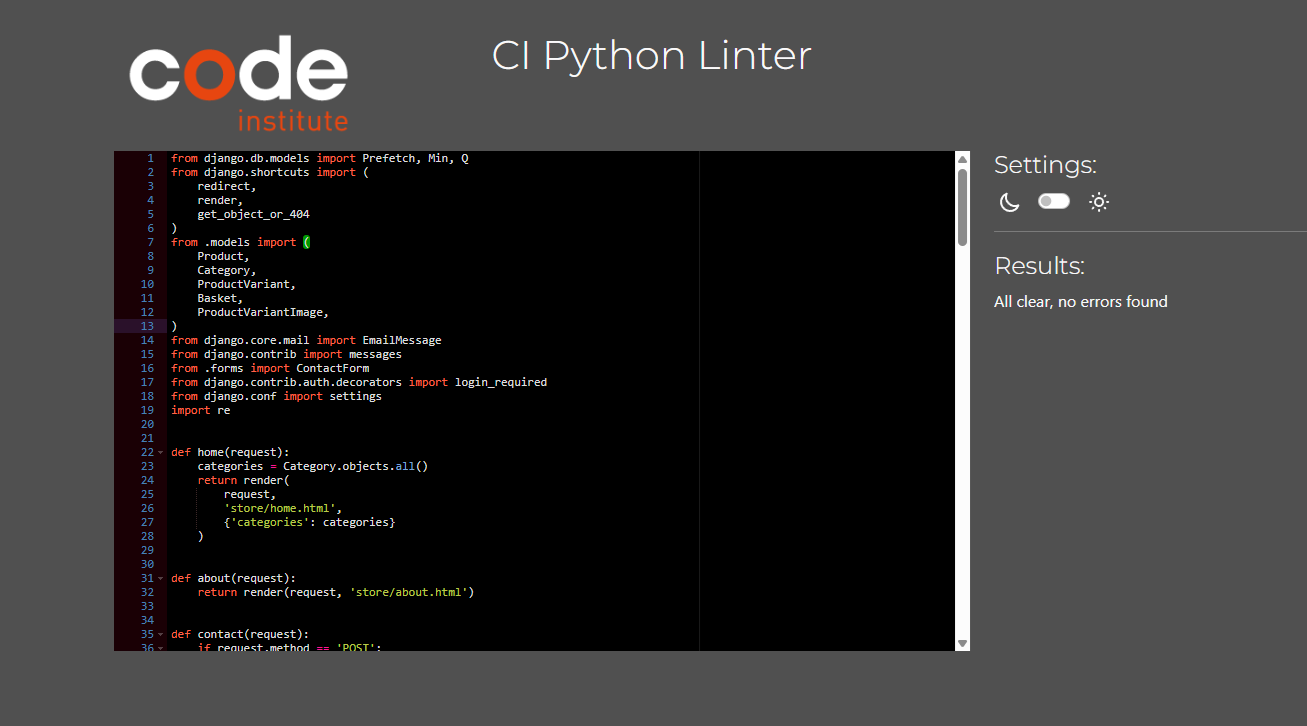 code
institute
CI Python Linter
1 from django.db.models import Prefetch, Min, Q
2 from django.shortcuts import (
3     redirect,
4     render,
5     get_object_or_404
6 )
7 from .models import (
8     Product,
9     Category,
10     ProductVariant,
11     Basket,
12     ProductVariantImage,
13 )
14 from django.core.mail import EmailMessage
15 from django.contrib import messages
16 from .forms import ContactForm
17 from django.contrib.auth.decorators import login_required
18 from django.conf import settings
19 import re
20
21
22 def home(request):
23     categories = Category.objects.all()
24     return render(
25         request,
26         'store/home.html',
27         {'categories': categories}
28     )
29
30
31 def about(request):
32     return render(request, 'store/about.html')
33
34
35 def contact(request):
36     if request.method == 'POST':
Settings:
Results:
All clear, no errors found